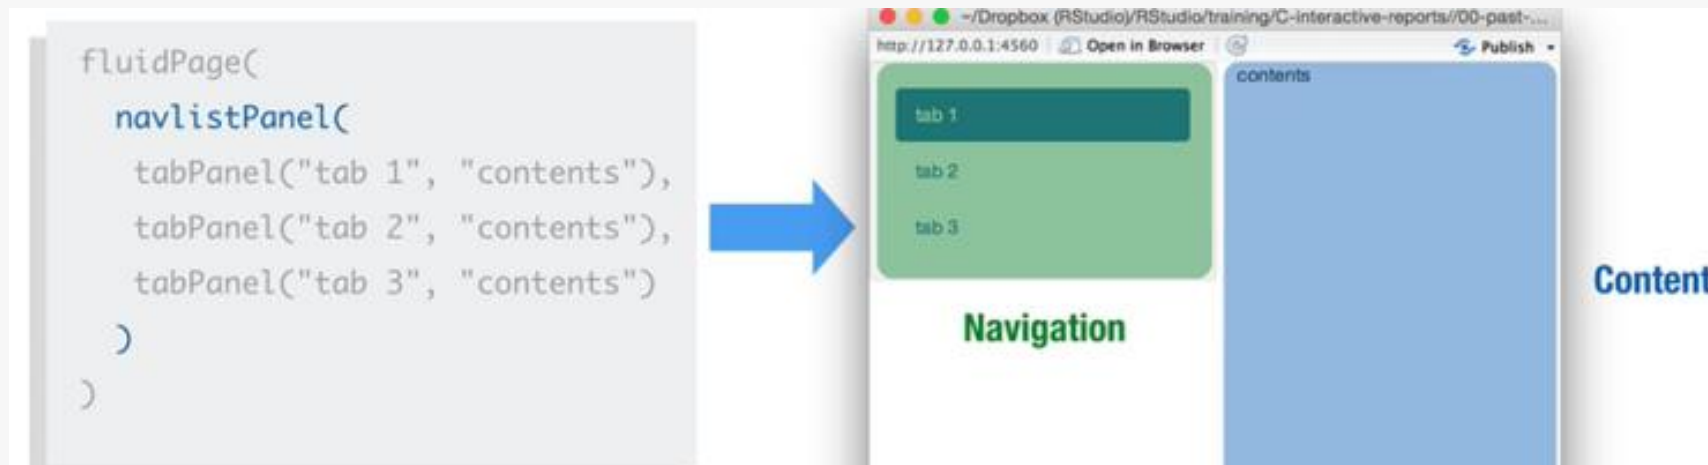 fluidPage(
navlistPanel(
tabPanel("tab 1", "contents"),
tabPanel("tab 2", "contents"),
tabPanel("tab 3", "contents")
)
)
~/Dropbox (RStudio)/RStudio/training/C-interactive-reports//00-past-...
http://127.0.0.1:4560 Open in Browser Publish
tab 1
tab 2
tab 3
Navigation
contents
Content